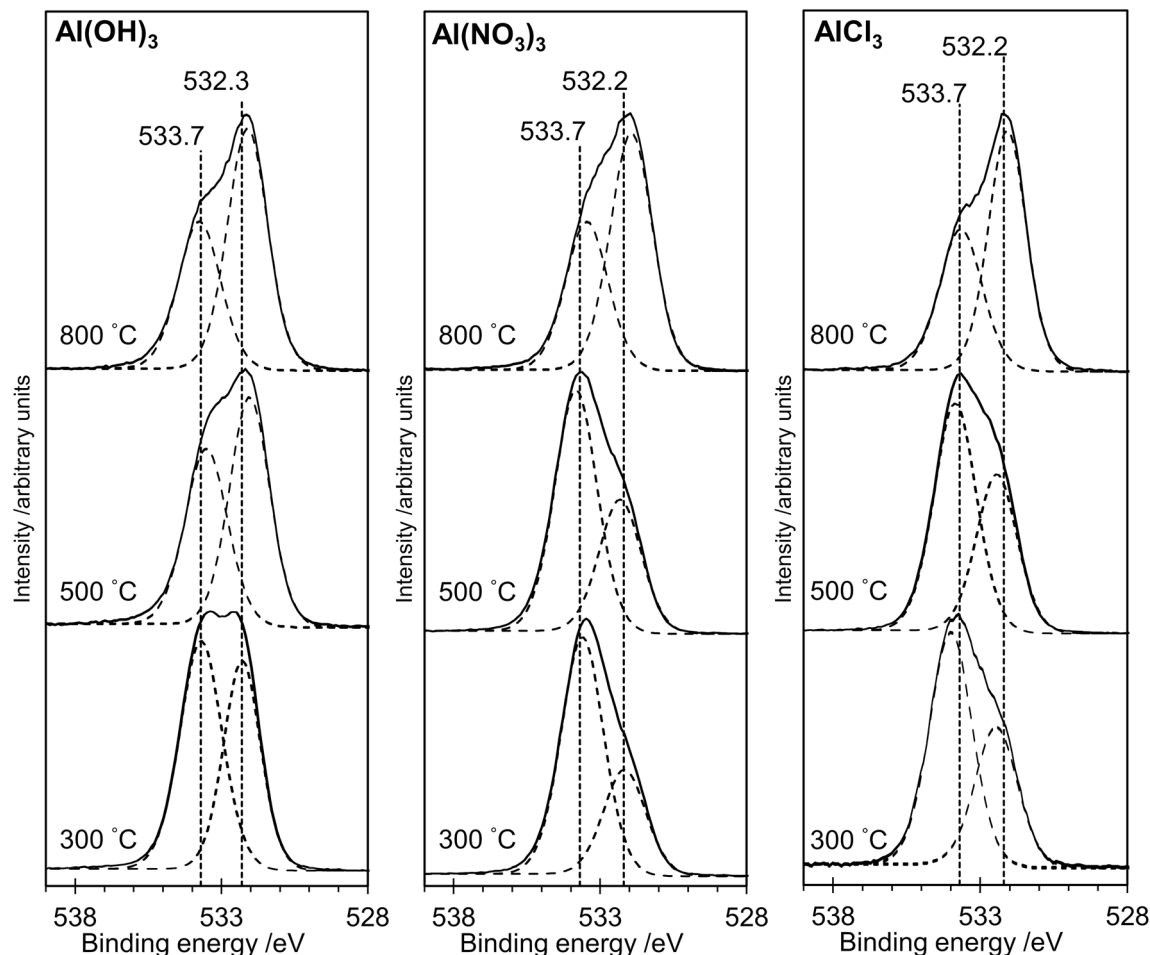 Al(OH)₃
532.3
533.7
800 °C
500 °C
300 °C
Intensity /arbitrary units
538 533 528
Binding energy /eV
Al(NO₃)₃
532.2
533.7
800 °C
500 °C
300 °C
Intensity /arbitrary units
538 533 528
Binding energy /eV
AlCl₃
532.2
533.7
800 °C
500 °C
300 °C
Intensity /arbitrary units
538 533 528
Binding energy /eV